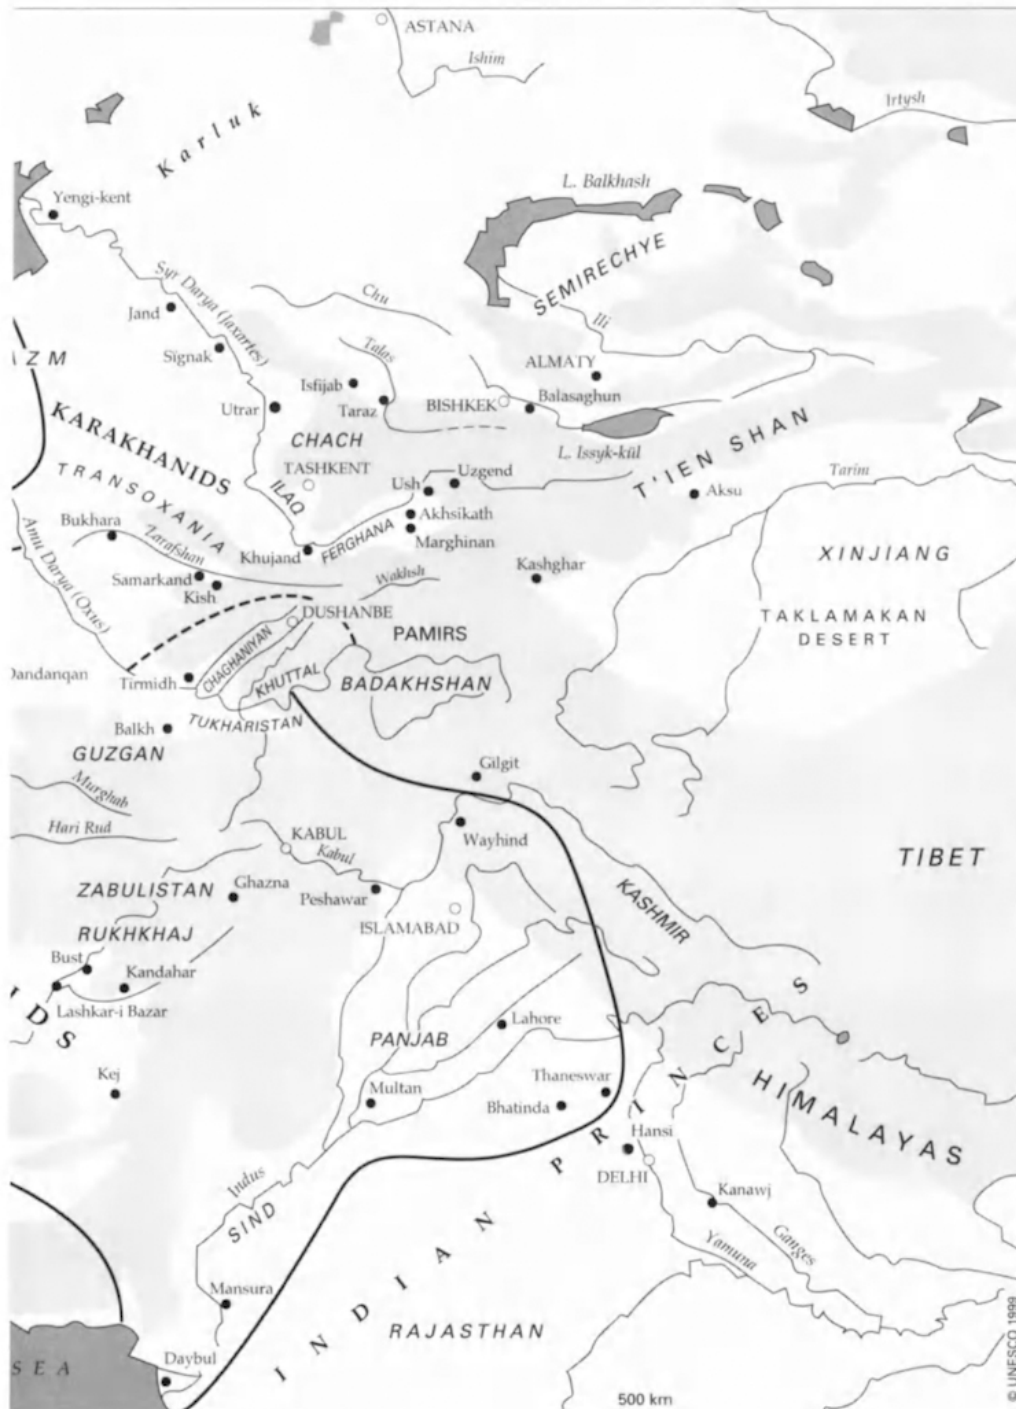 ASTANA
Ishim
Irtysh
Karluk
L. Balkhash
Yengi-kent
SEMIRECHYE
Syr Darya (Jaxartes)
Chu
Jand
Ili
Sïgnak
Talas
AZM
ALMATY
Isfijab
Utrar
Taraz
BISHKEK
Balasaghun
KARAKHANIDS
CHACH
L. Issyk-kül
T'IEN SHAN
TRANSOXANIA
TASHKENT
Uzgend
Tarim
ILAQ
Ush
Aksu
Bukhara
Akhsikath
Zarafshan
FERGHANA
Marghinan
Khujand
XINJIANG
Amu Darya (Oxus)
Samarkand
Wakhsh
Kashghar
Kish
DUSHANBE
TAKLAMAKAN
DESERT
PAMIRS
CHAGHANIYAN
Dandanqan
Tirmidh
KHUTTAL
BADAKHSHAN
TUKHARISTAN
Balkh
GUZGAN
Gilgit
Murghab
Hari Rud
KABUL
Kabul
Wayhind
TIBET
ZABULISTAN
Ghazna
Peshawar
KASHMIR
RUKHKHAJ
ISLAMABAD
Bust
Kandahar
IDS
Lashkar-i Bazar
Lahore
PANJAB
Kej
Thaneswar
Multan
Bhatinda
HIMALAYAS
Hansi
DELHI
INDIAN PRINCES
Indus
SIND
Kanawj
Ganges
Yamuna
Mansura
RAJASTHAN
Daybul
SEA
500 km
© UNESCO 1999